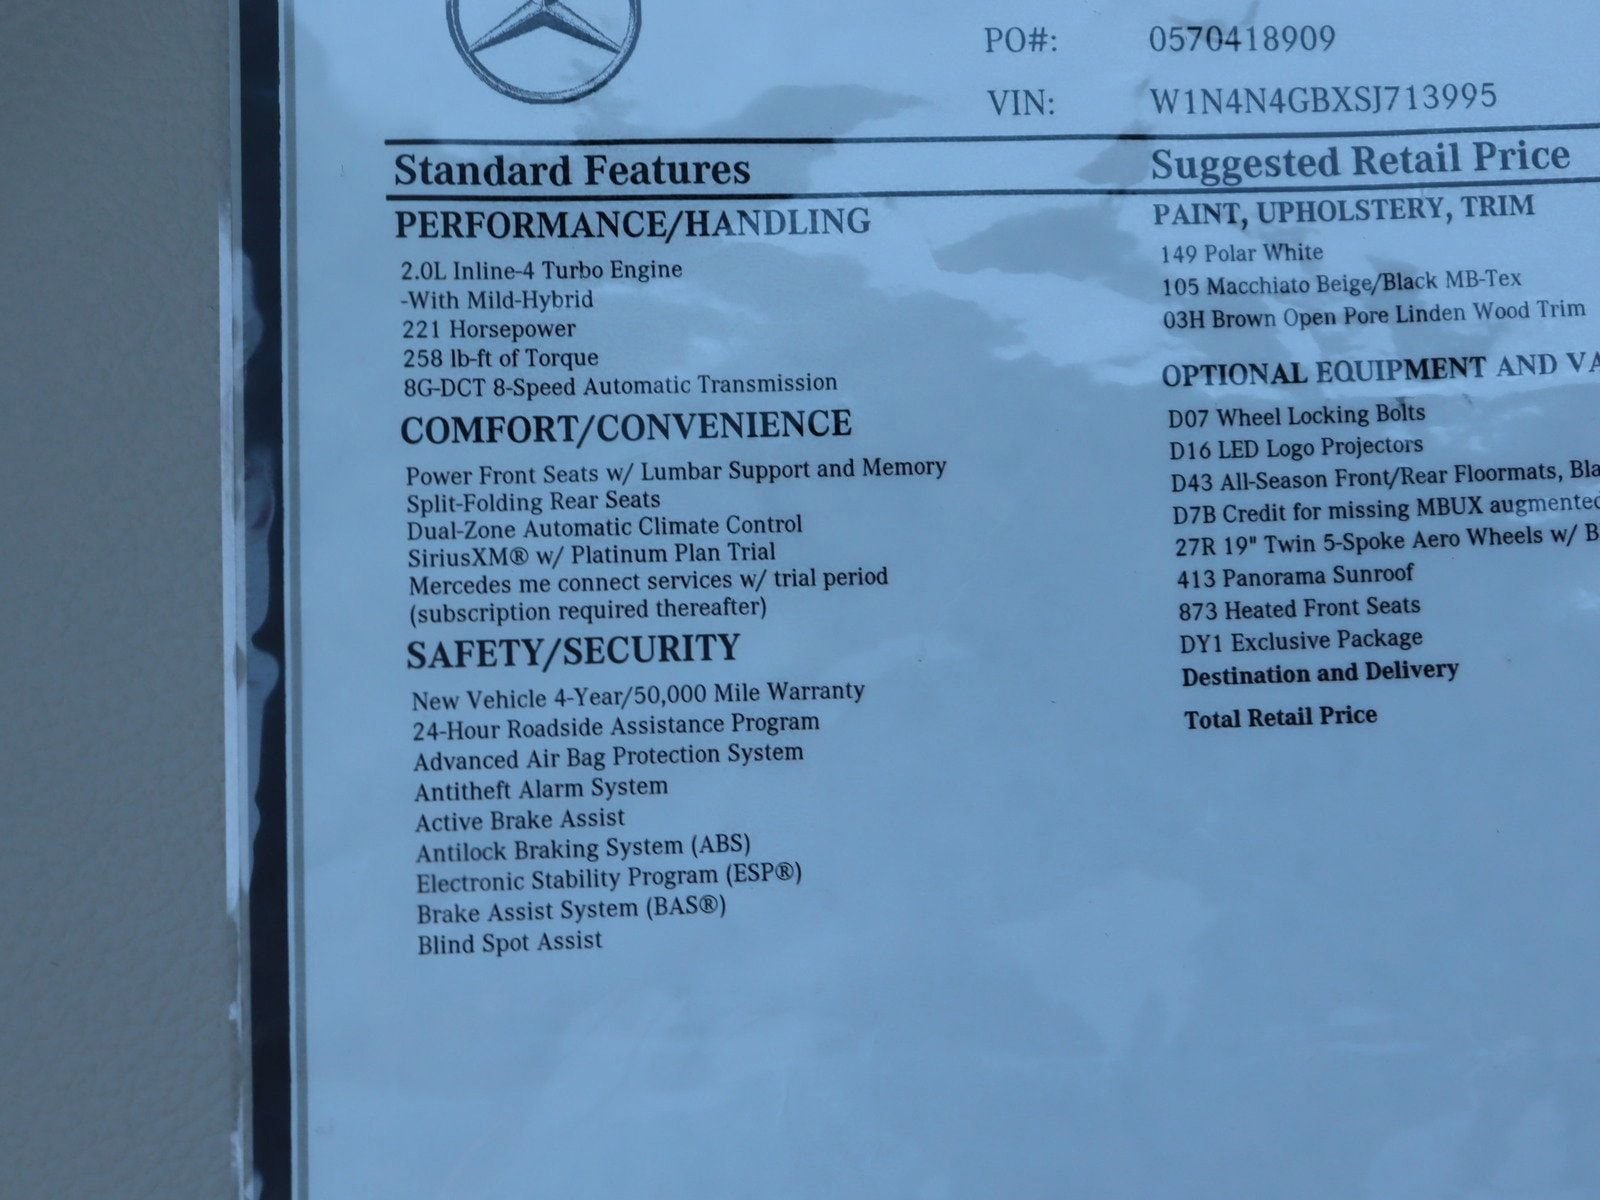 PO#: 0570418909
VIN: W1N4N4GBXSJ713995
Standard Features
PERFORMANCE/HANDLING
2.0L Inline-4 Turbo Engine
-With Mild-Hybrid
221 Horsepower
258 lb-ft of Torque
8G-DCT 8-Speed Automatic Transmission
COMFORT/CONVENIENCE
Power Front Seats w/ Lumbar Support and Memory
Split-Folding Rear Seats
Dual-Zone Automatic Climate Control
SiriusXM® w/ Platinum Plan Trial
Mercedes me connect services w/ trial period
(subscription required thereafter)
SAFETY/SECURITY
New Vehicle 4-Year/50,000 Mile Warranty
24-Hour Roadside Assistance Program
Advanced Air Bag Protection System
Antitheft Alarm System
Active Brake Assist
Antilock Braking System (ABS)
Electronic Stability Program (ESP®)
Brake Assist System (BAS®)
Blind Spot Assist
Suggested Retail Price
PAINT, UPHOLSTERY, TRIM
149 Polar White
105 Macchiato Beige/Black MB-Tex
03H Brown Open Pore Linden Wood Trim
OPTIONAL EQUIPMENT AND VA
D07 Wheel Locking Bolts
D16 LED Logo Projectors
D43 All-Season Front/Rear Floormats, Bla
D7B Credit for missing MBUX augmented
27R 19" Twin 5-Spoke Aero Wheels w/ B
413 Panorama Sunroof
873 Heated Front Seats
DY1 Exclusive Package
Destination and Delivery
Total Retail Price